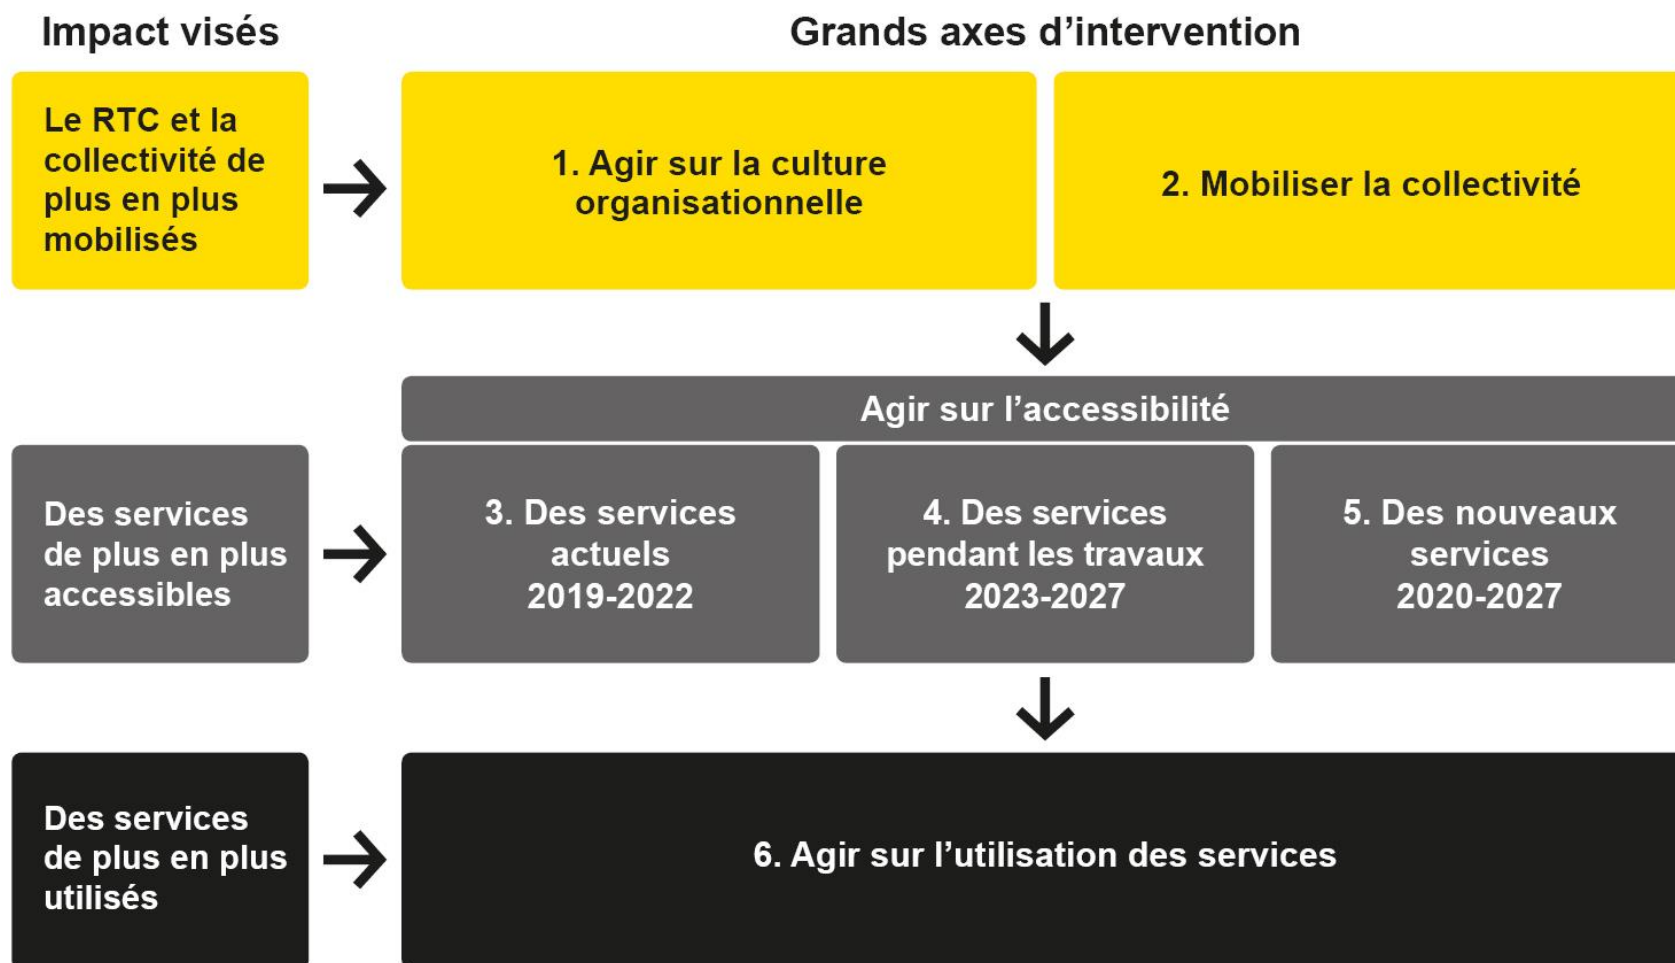 Impact visés
Grands axes d’intervention
Le RTC et la
collectivité de
plus en plus
mobilisés
1. Agir sur la culture
organisationnelle
2. Mobiliser la collectivité
Agir sur l’accessibilité
Des services
de plus en plus
accessibles
3. Des services
actuels
2019-2022
4. Des services
pendant les travaux
2023-2027
5. Des nouveaux
services
2020-2027
Des services
de plus en plus
utilisés
6. Agir sur l’utilisation des services